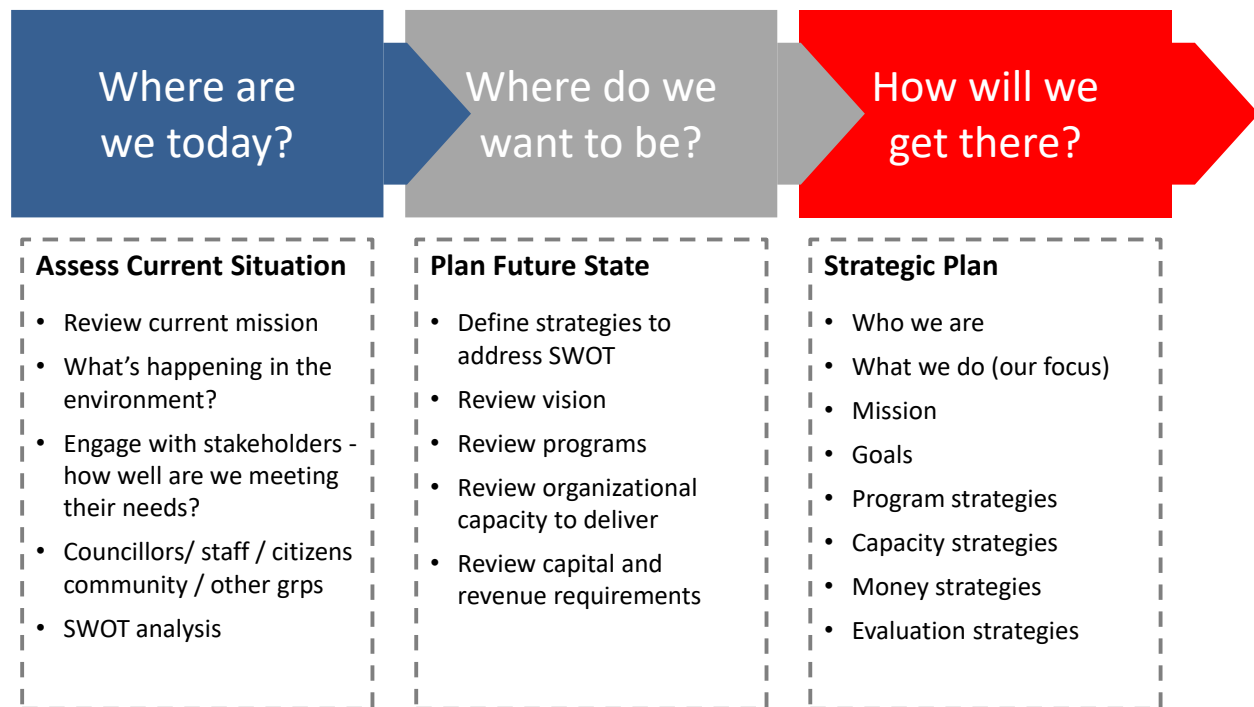 Where are
we today?
Where do we
want to be?
How will we
get there?
Assess Current Situation
• Review current mission
• What's happening in the
environment?
• Engage with stakeholders -
how well are we meeting
their needs?
• Councillors/ staff / citizens
community / other grps
• SWOT analysis
Plan Future State
• Define strategies to
address SWOT
• Review vision
• Review programs
• Review organizational
capacity to deliver
• Review capital and
revenue requirements
Strategic Plan
• Who we are
• What we do (our focus)
• Mission
• Goals
• Program strategies
• Capacity strategies
• Money strategies
• Evaluation strategies